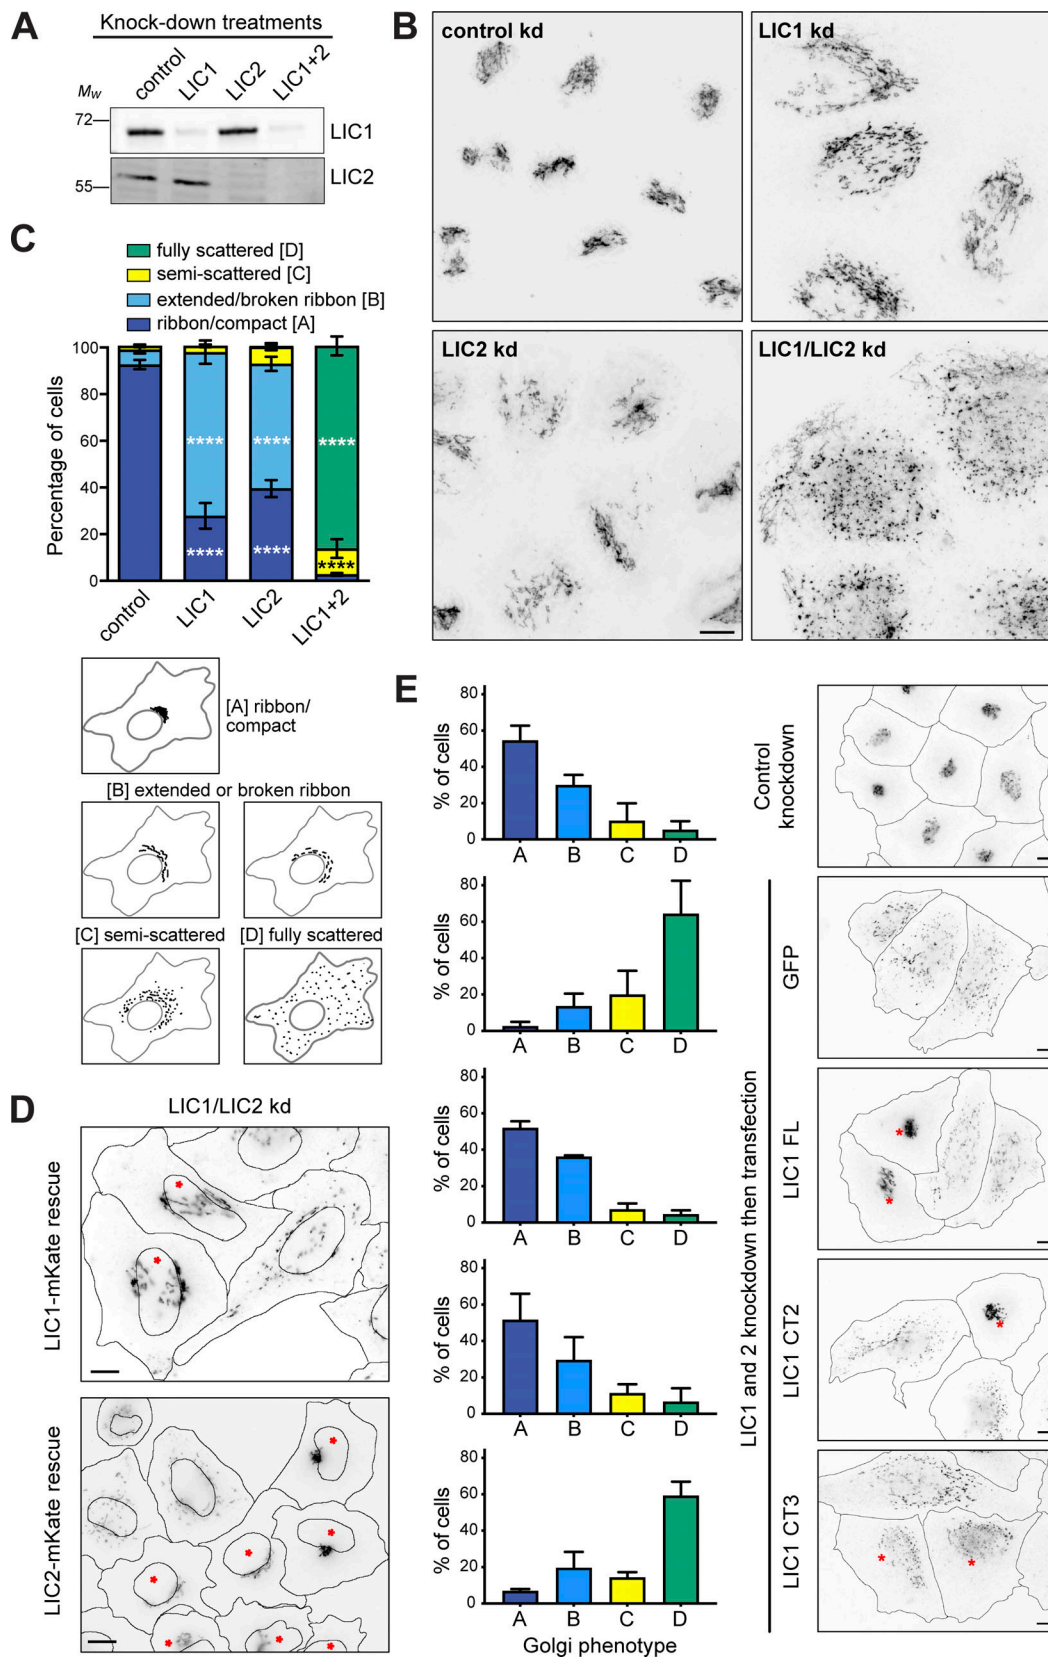 A
Knock-down treatments
control
LIC1
LIC2
LIC1+2
Mw
72
55
LIC1
LIC2
B
control kd
LIC1 kd
LIC2 kd
LIC1/LIC2 kd
C
fully scattered [D]
semi-scattered [C]
extended/broken ribbon [B]
ribbon/compact [A]
Percentage of cells
100
80
60
40
20
0
**** **** ****
**** **** ****
control
LIC1
LIC2
LIC1+2
[A] ribbon/
compact
[B] extended or broken ribbon
[C] semi-scattered
[D] fully scattered
D
LIC1/LIC2 kd
LIC1-mKate rescue
LIC2-mKate rescue
E
% of cells
80
60
40
20
0
A B C D
Control
knockdown
% of cells
80
60
40
20
0
A B C D
GFP
% of cells
80
60
40
20
0
A B C D
LIC1 FL
% of cells
80
60
40
20
0
A B C D
LIC1 CT2
% of cells
80
60
40
20
0
A B C D
LIC1 CT3
Golgi phenotype
LIC1 and 2 knockdown then transfection